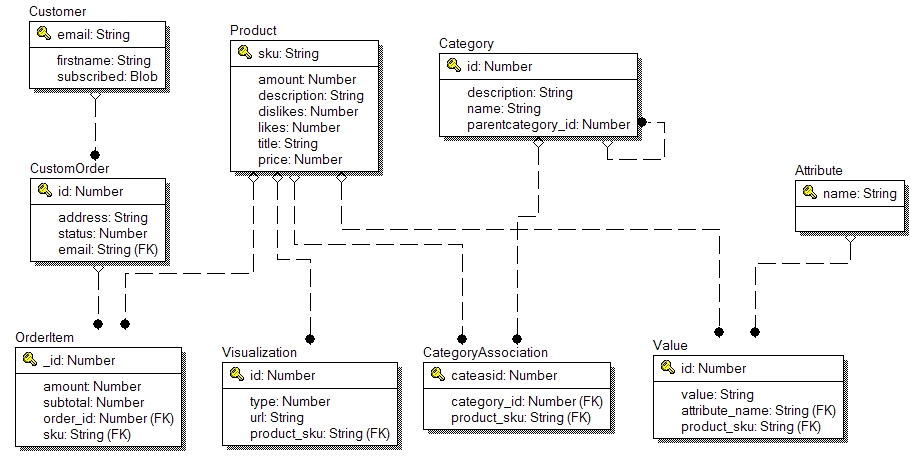 Customer
email: String
firstname: String
subscribed: Blob
Product
sku: String
amount: Number
description: String
dislikes: Number
likes: Number
title: String
price: Number
Category
id: Number
description: String
name: String
parentcategory_id: Number
CustomOrder
id: Number
address: String
status: Number
email: String (FK)
Attribute
name: String
OrderItem
_id: Number
amount: Number
subtotal: Number
order_id: Number (FK)
sku: String (FK)
Visualization
id: Number
type: Number
url: String
product_sku: String (FK)
CategoryAssociation
cateasid: Number
category_id: Number (FK)
product_sku: String (FK)
Value
id: Number
value: String
attribute_name: String (FK)
product_sku: String (FK)